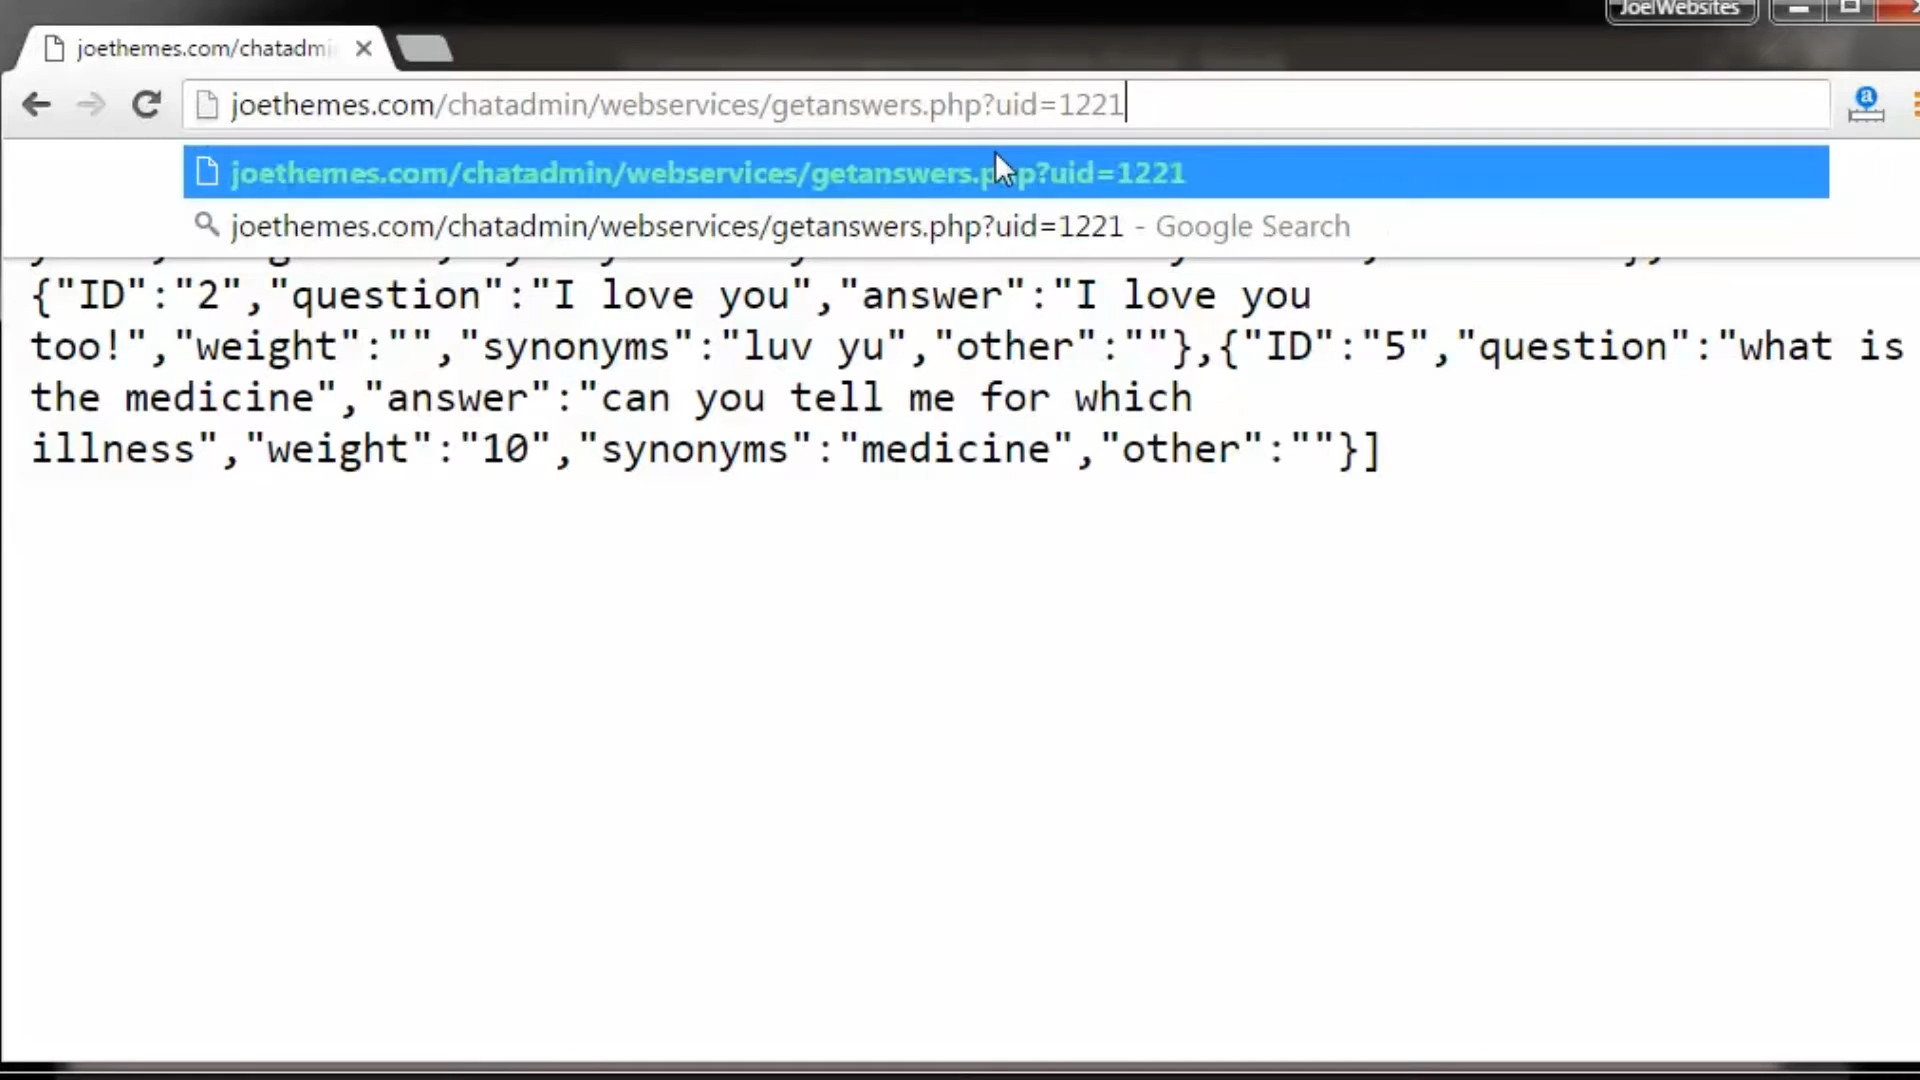 JoelWebsites
joethemes.com/chatadmi
joethemes.com/chatadmin/webservices/getanswers.php?uid=1221
joethemes.com/chatadmin/webservices/getanswers.php?uid=1221
joethemes.com/chatadmin/webservices/getanswers.php?uid=1221 - Google Search
{"ID":"2","question":"I love you","answer":"I love you
too!","weight":"","synonyms":"luv yu","other":""},{"ID":"5","question":"what is
the medicine","answer":"can you tell me for which
illness","weight":"10","synonyms":"medicine","other":""}]